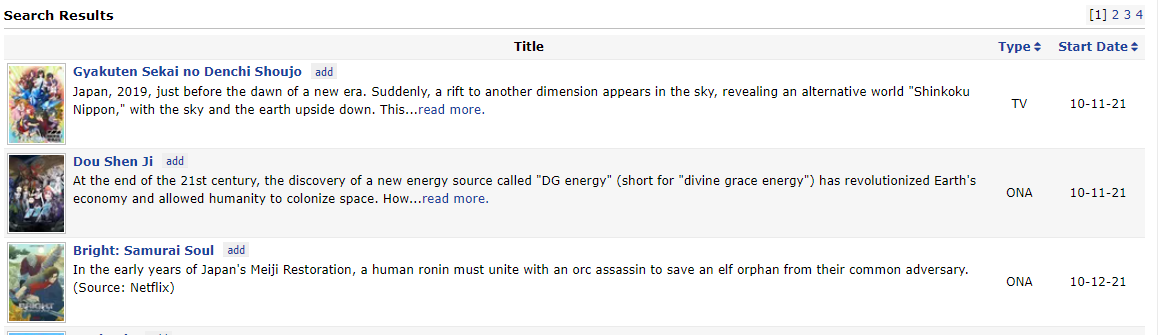 Search Results
[1] 2 3 4
Title
Type
Start Date
Gyakuten Sekai no Denchi Shoujo add
Japan, 2019, just before the dawn of a new era. Suddenly, a rift to another dimension appears in the sky, revealing an alternative world "Shinkoku
Nippon," with the sky and the earth upside down. This...read more.
TV
10-11-21
Dou Shen Ji add
At the end of the 21st century, the discovery of a new energy source called "DG energy" (short for "divine grace energy") has revolutionized Earth's
economy and allowed humanity to colonize space. How...read more.
ONA
10-11-21
Bright: Samurai Soul add
In the early years of Japan's Meiji Restoration, a human ronin must unite with an orc assassin to save an elf orphan from their common adversary.
(Source: Netflix)
ONA
10-12-21
BRIGHT